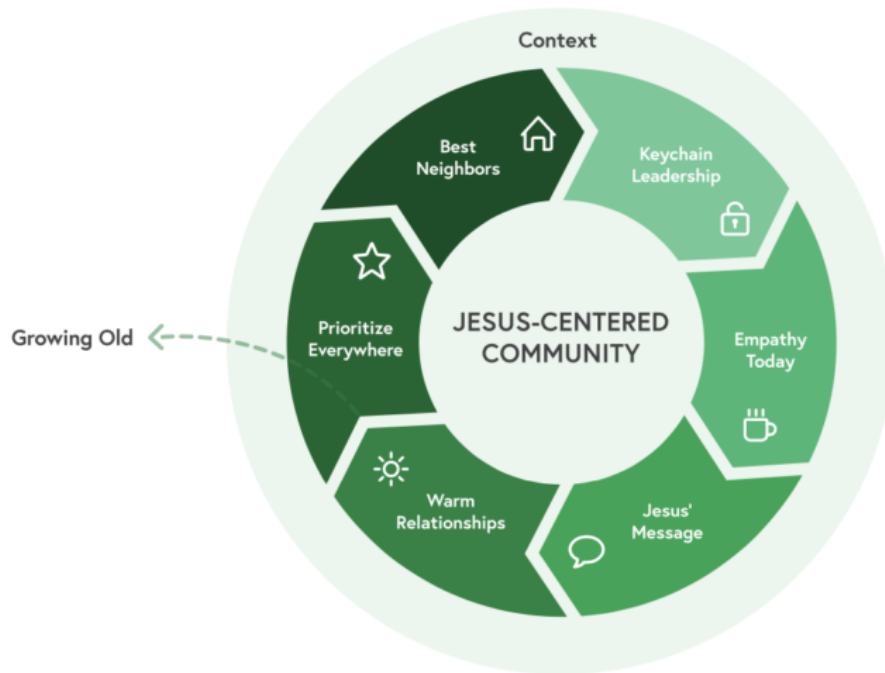 Context
Best
Neighbors
Keychain
Leadership
Empathy
Today
Jesus'
Message
Warm
Relationships
Prioritize
Everywhere
JESUS-CENTERED
COMMUNITY
Growing Old